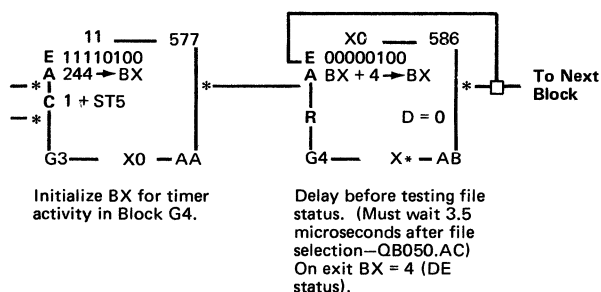 11 — 577
E 11110100
—* A 244 → BX *
—* C 1 + ST5
G3 — X0 — AA
Initialize BX for timer
activity in Block G4.
X0 — 586
E 00000100
A BX + 4 → BX *
R D = 0
G4 — X* — AB
To Next
Block
Delay before testing file
status. (Must wait 3.5
microseconds after file
selection—QB050.AC)
On exit BX = 4 (DE
status).